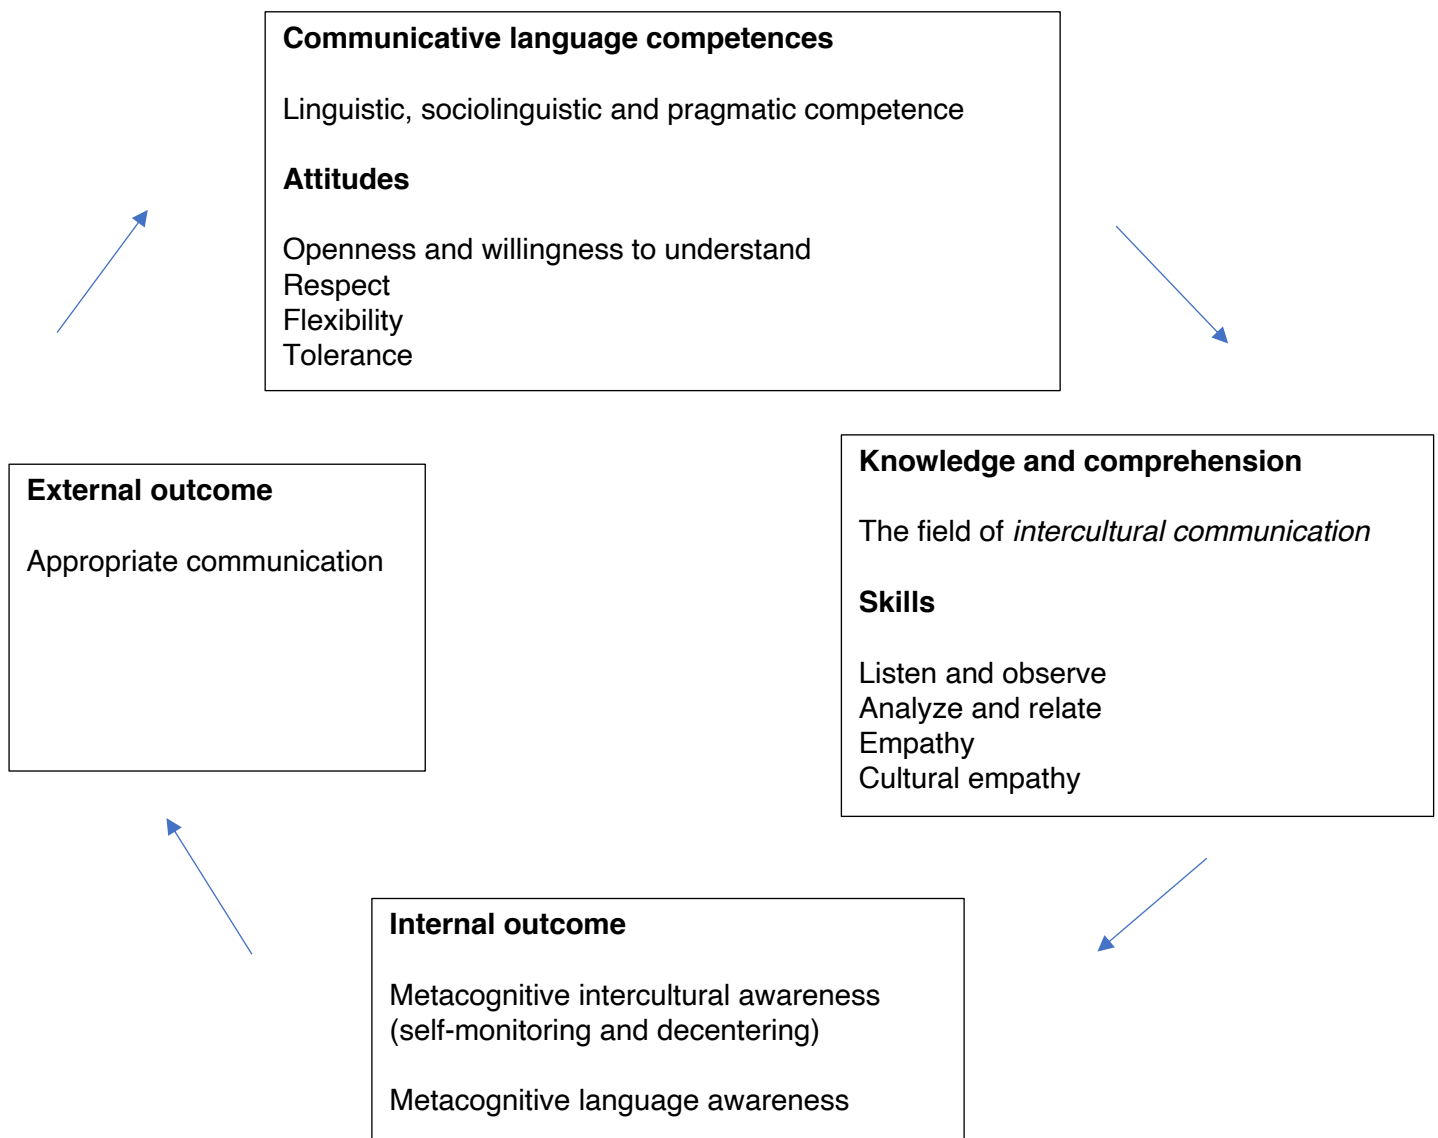 Communicative language competences
Linguistic, sociolinguistic and pragmatic competence
Attitudes
Openness and willingness to understand
Respect
Flexibility
Tolerance
Knowledge and comprehension
The field of intercultural communication
Skills
Listen and observe
Analyze and relate
Empathy
Cultural empathy
Internal outcome
Metacognitive intercultural awareness
(self-monitoring and decentering)
Metacognitive language awareness
External outcome
Appropriate communication